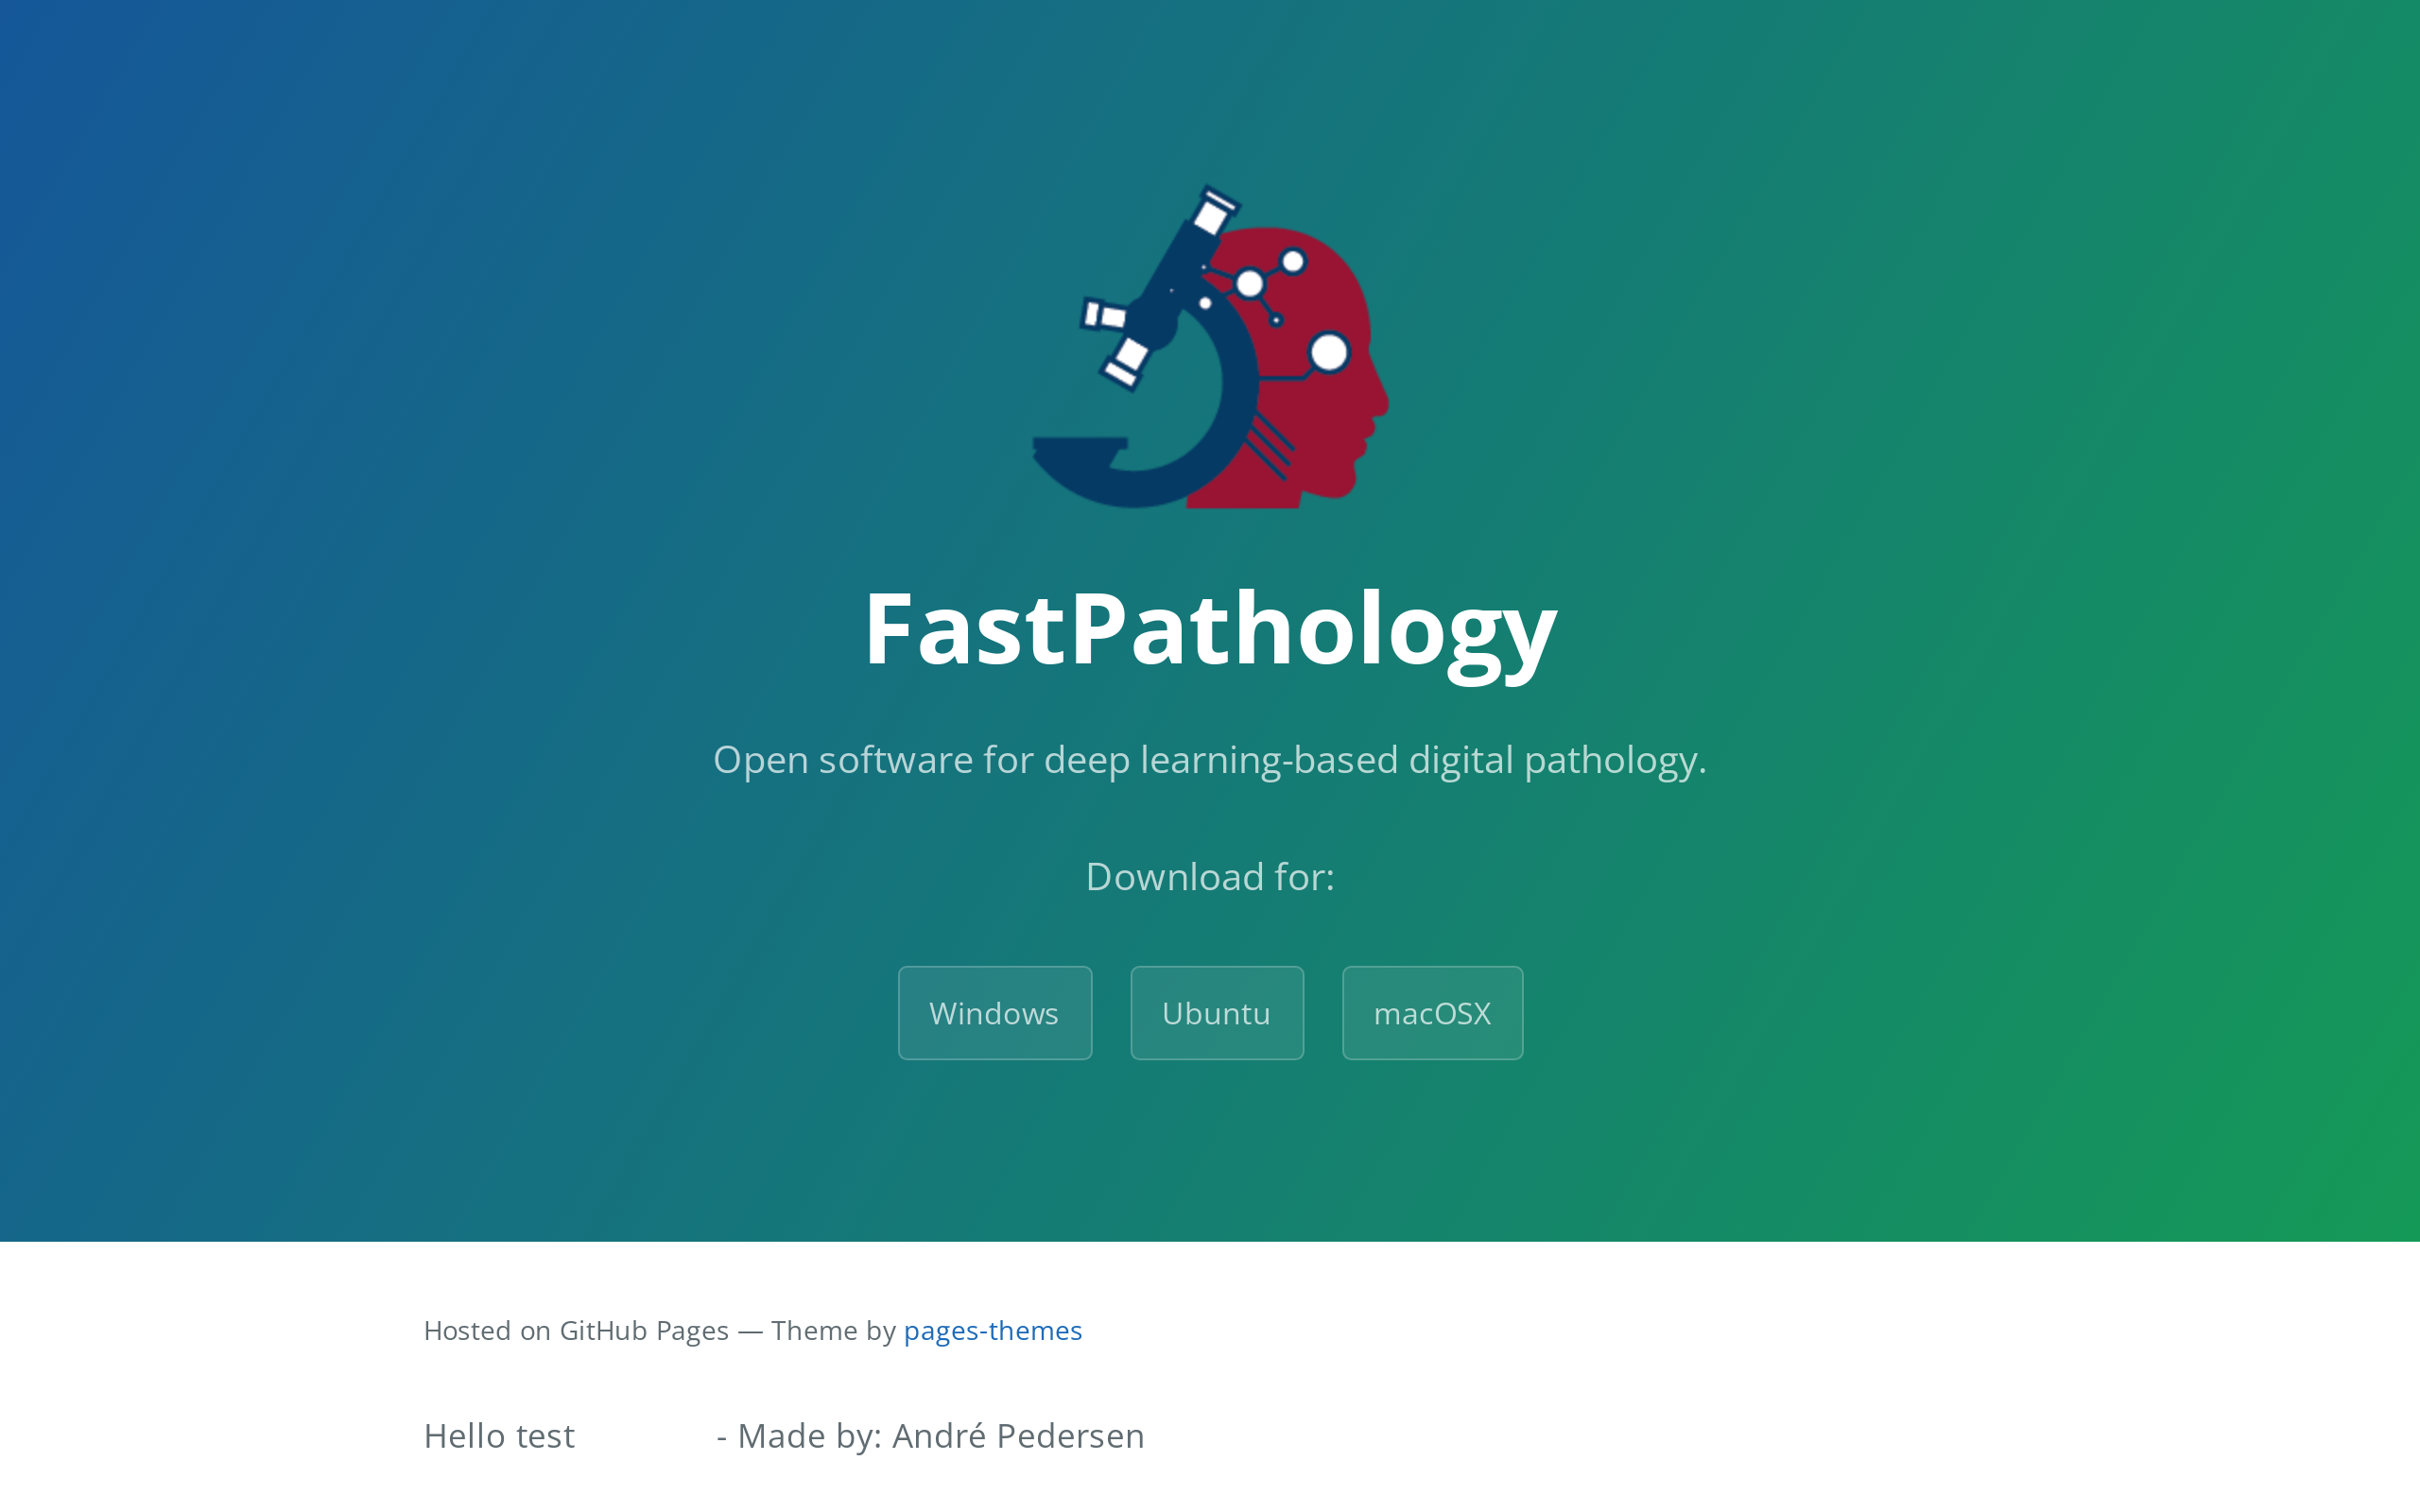 FastPathology
Open software for deep learning-based digital pathology.
Download for:
Windows
Ubuntu
macOSX
Hosted on GitHub Pages — Theme by pages-themes
Hello test - Made by: André Pedersen